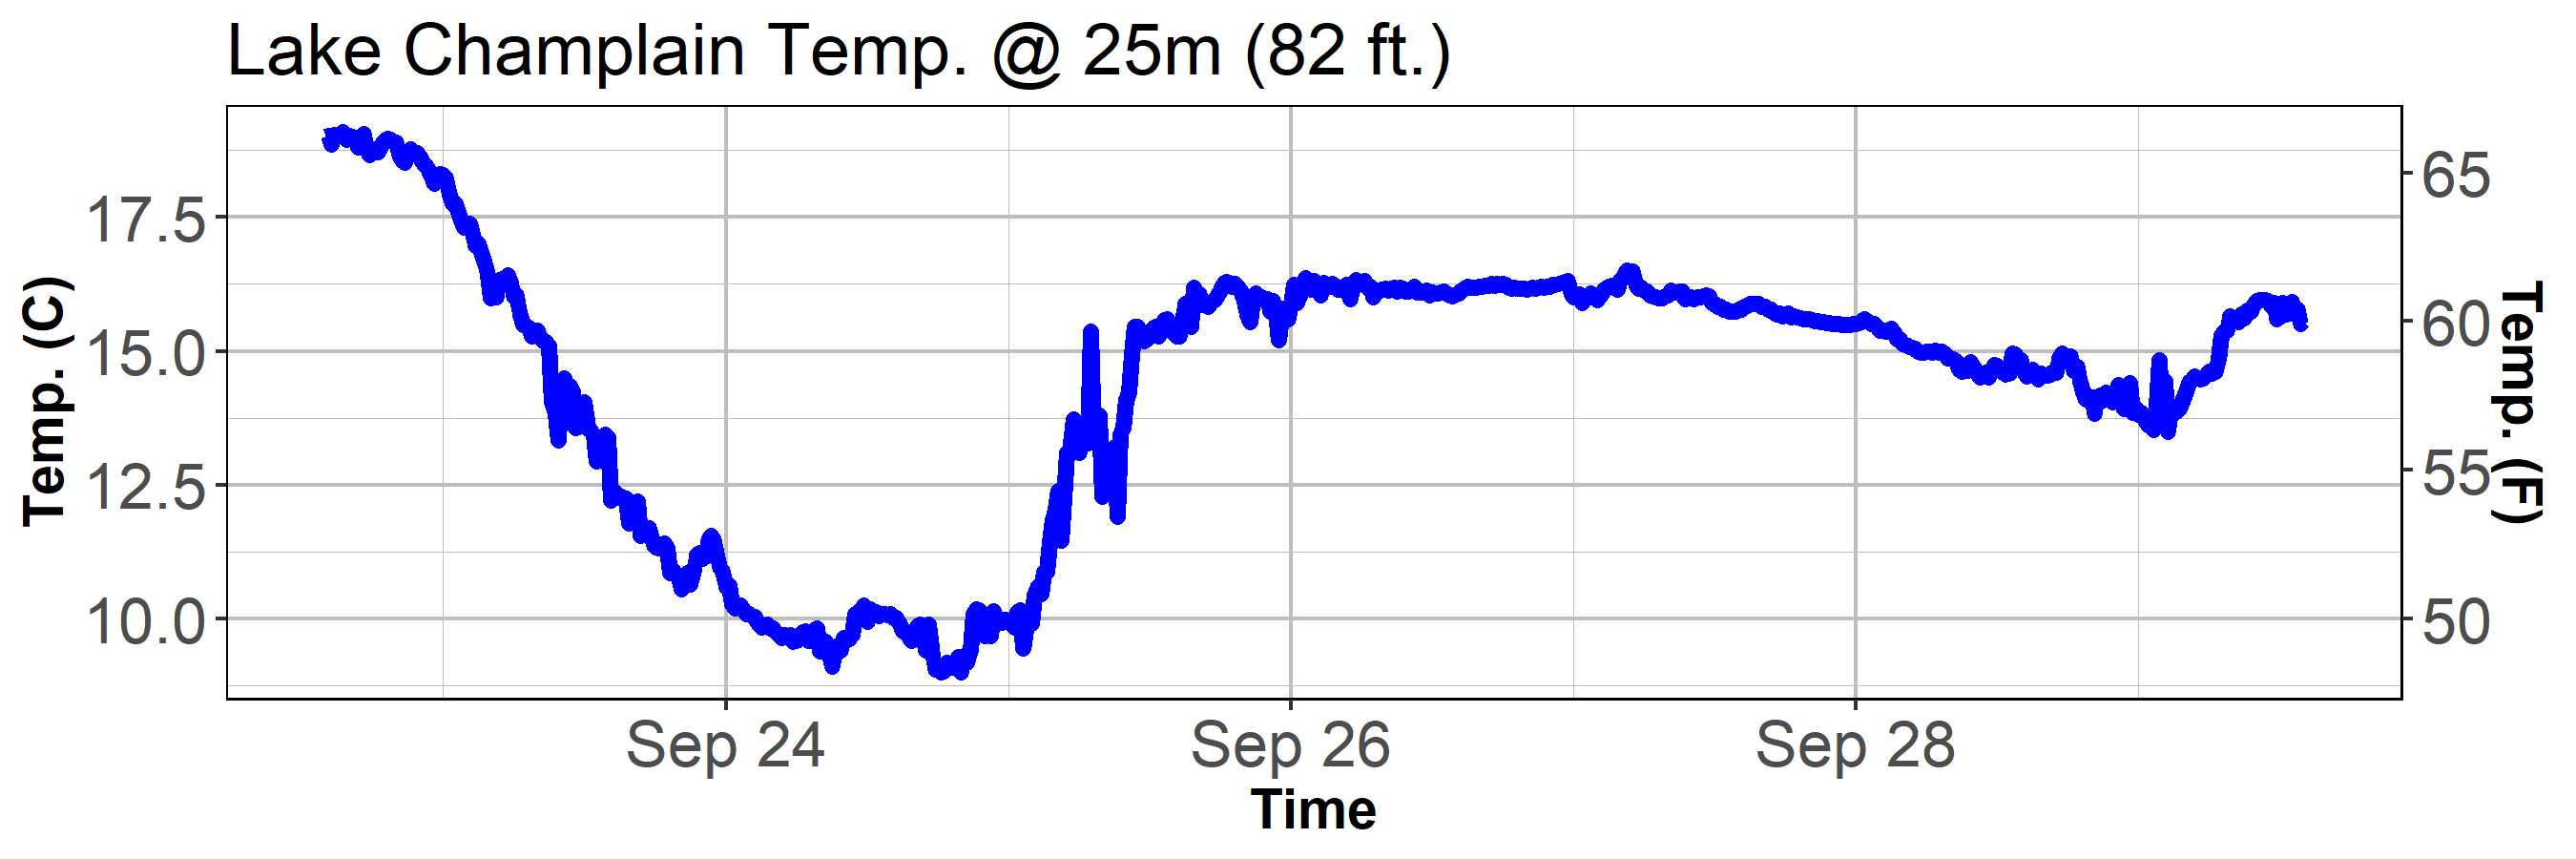 Lake Champlain Temp. @ 25m (82 ft.)
Temp. (C)
17.5
15.0
12.5
10.0
65
60
55
50
Temp. (F)
Sep 24
Sep 26
Sep 28
Time